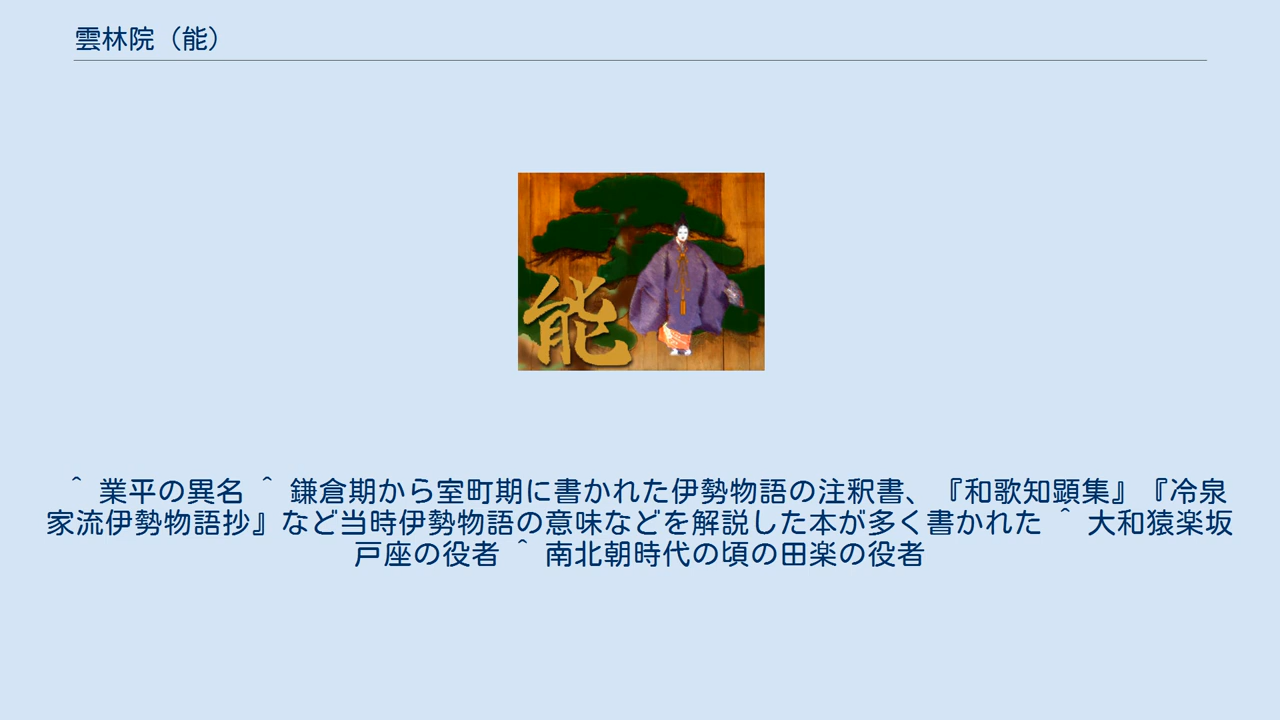 雲林院（能）
能
＾ 業平の異名 ＾ 鎌倉期から室町期に書かれた伊勢物語の注釈書、『和歌知顕集』『冷泉
家流伊勢物語抄』など当時伊勢物語の意味などを解説した本が多く書かれた ＾ 大和猿楽坂
戸座の役者 ＾ 南北朝時代の頃の田楽の役者